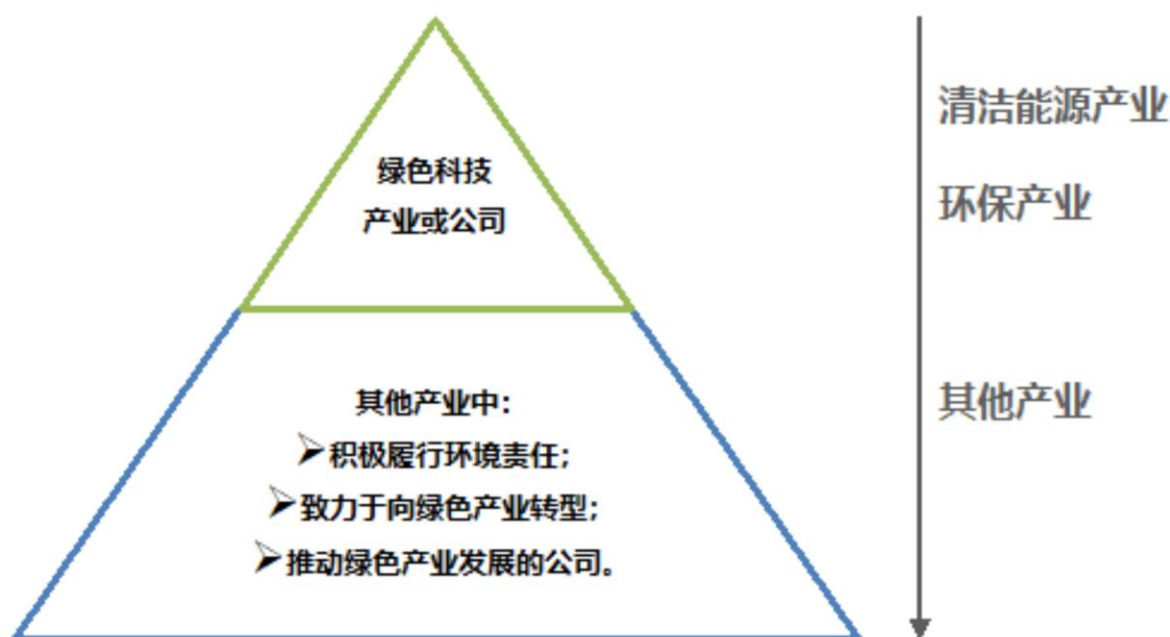 绿色科技
产业或公司
其他产业中：
➢积极履行环境责任；
➢致力于向绿色产业转型；
➢推动绿色产业发展的公司。
清洁能源产业
环保产业
其他产业